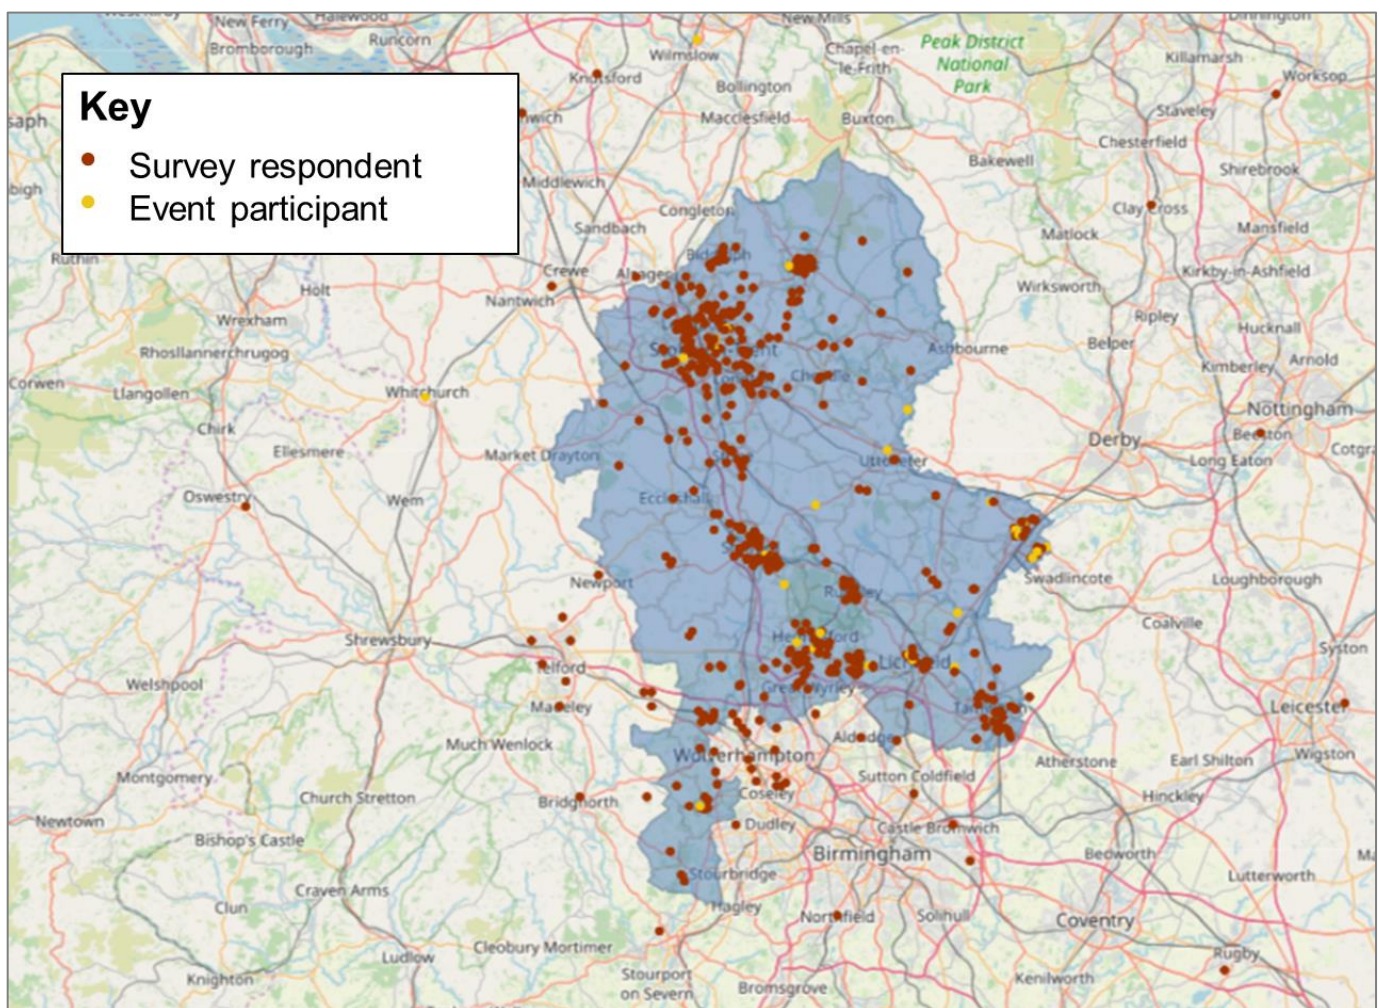 New Ferry
Halewood
New Mills
Dinnington
Bromborough
Runcorn
Wilmslow
Chapel-en-
le-Frith
Peak District
National
Park
Killamarsh
Worksop
Knutsford
Bollington
Key
Survey respondent
Event participant
Macclesfield
Buxton
Staveley
Chesterfield
Bakewell
Shirebrook
Middlewich
Congleton
Clay Cross
Sandbach
Matlock
Mansfield
Ruthin
Crewe
Kirkby-in-Ashfield
Holt
Nantwich
Wirksworth
Wrexham
Ripley
Hucknall
Rhosllannerchrugog
Ashbourne
Belper
Arnold
Kimberley
Corwen
Llangollen
Whitchurch
Nottingham
Chirk
Derby
Beeston
Ellesmere
Market Drayton
Uttoxeter
Long Eaton
Oswestry
Wem
Eccleshall
Newport
Swadlincote
Loughborough
Coalville
Shrewsbury
Syston
Telford
Lichfield
Welshpool
Great Wyrley
Madeley
Leicester
Much Wenlock
Aldridge
Wolverhampton
Wigston
Atherstone
Earl Shilton
Montgomery
Sutton Coldfield
Church Stretton
Bridgnorth
Coseley
Hinckley
Newtown
Dudley
Castle Bromwich
Bishop's Castle
Birmingham
Bedworth
Stourbridge
Lutterworth
Craven Arms
Clun
Hagley
Northfield
Solihull
Coventry
Cleobury Mortimer
Ludlow
Rugby
Knighton
Stourport
on Severn
Bromsgrove
Kenilworth